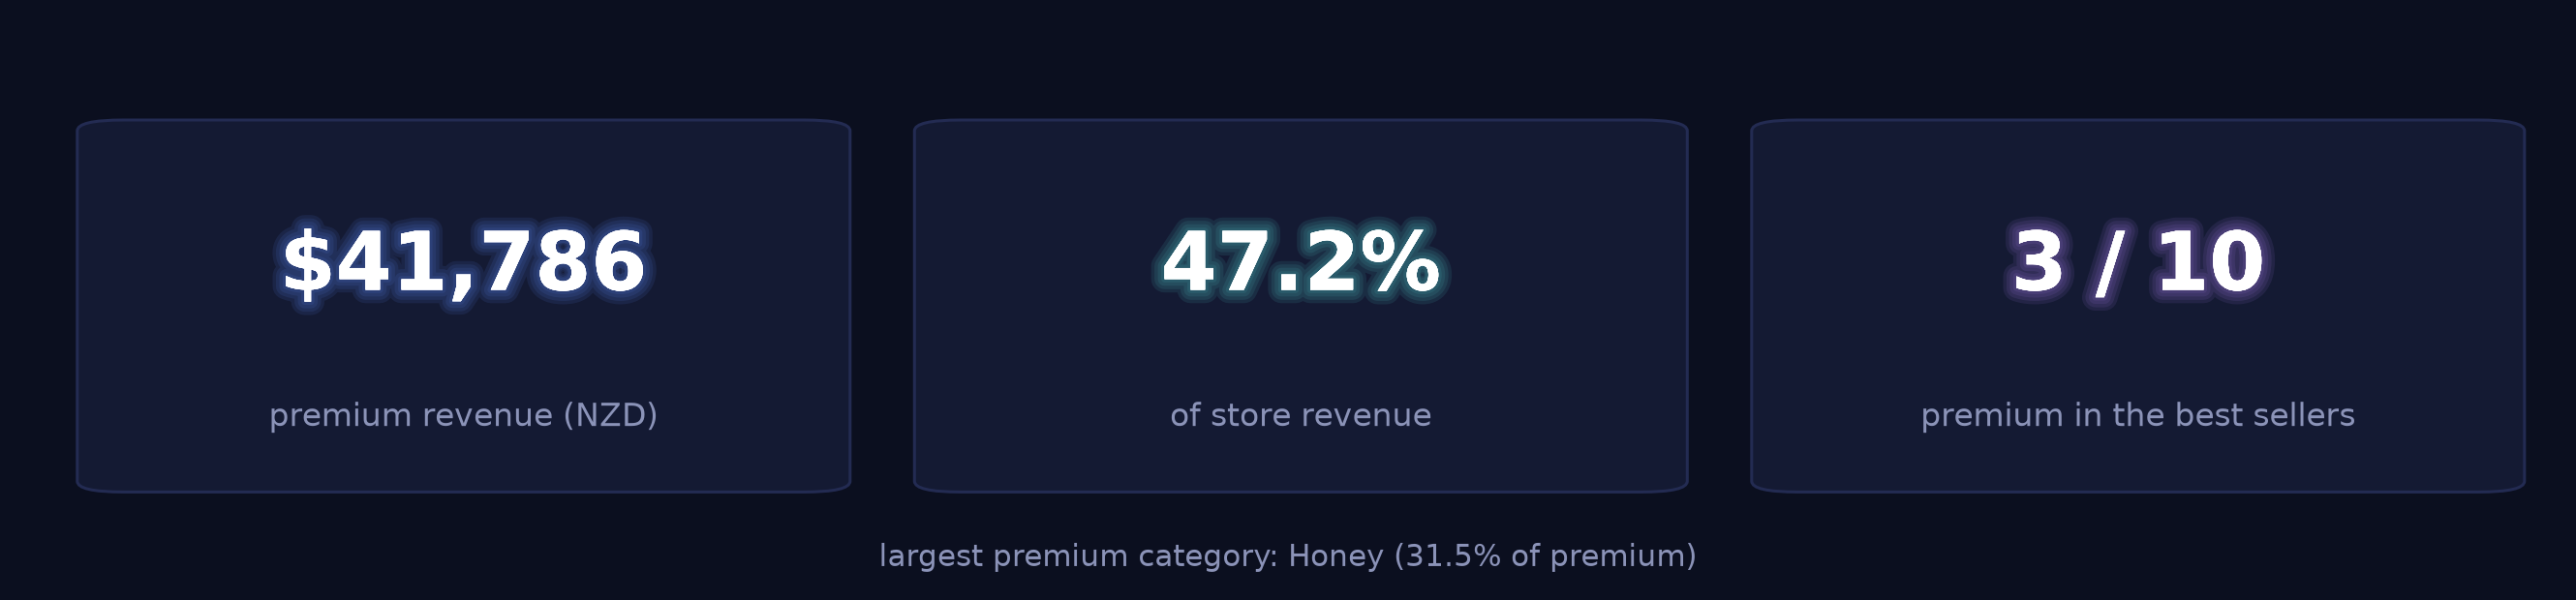 $41,786
premium revenue (NZD)
47.2%
of store revenue
3 / 10
premium in the best sellers
largest premium category: Honey (31.5% of premium)